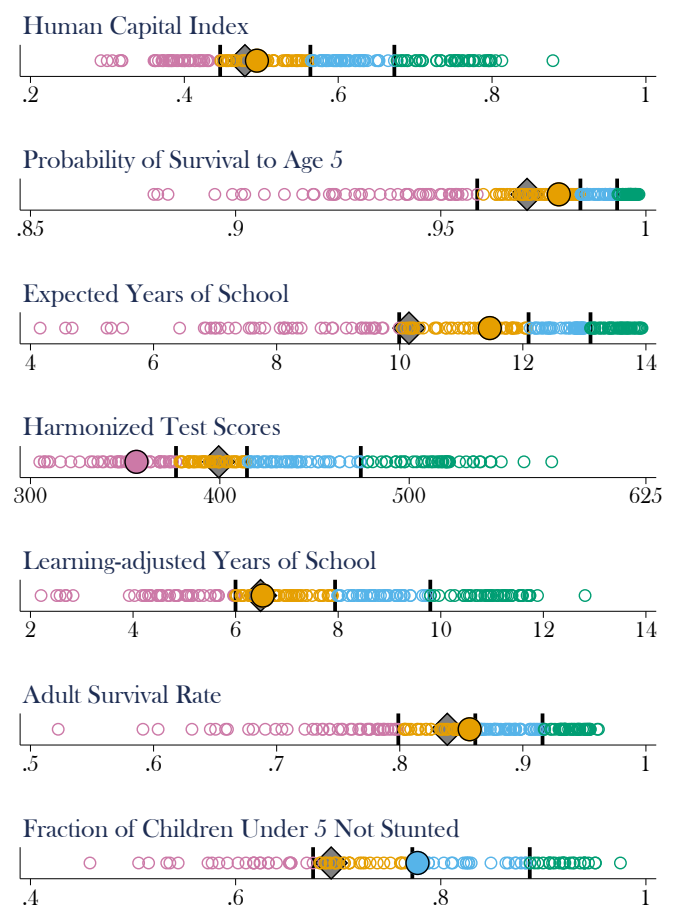 Human Capital Index
.2 .4 .6 .8 1
Probability of Survival to Age 5
.85 .9 .95 1
Expected Years of School
4 6 8 10 12 14
Harmonized Test Scores
300 400 500 625
Learning-adjusted Years of School
2 4 6 8 10 12 14
Adult Survival Rate
.5 .6 .7 .8 .9 1
Fraction of Children Under 5 Not Stunted
.4 .6 .8 1